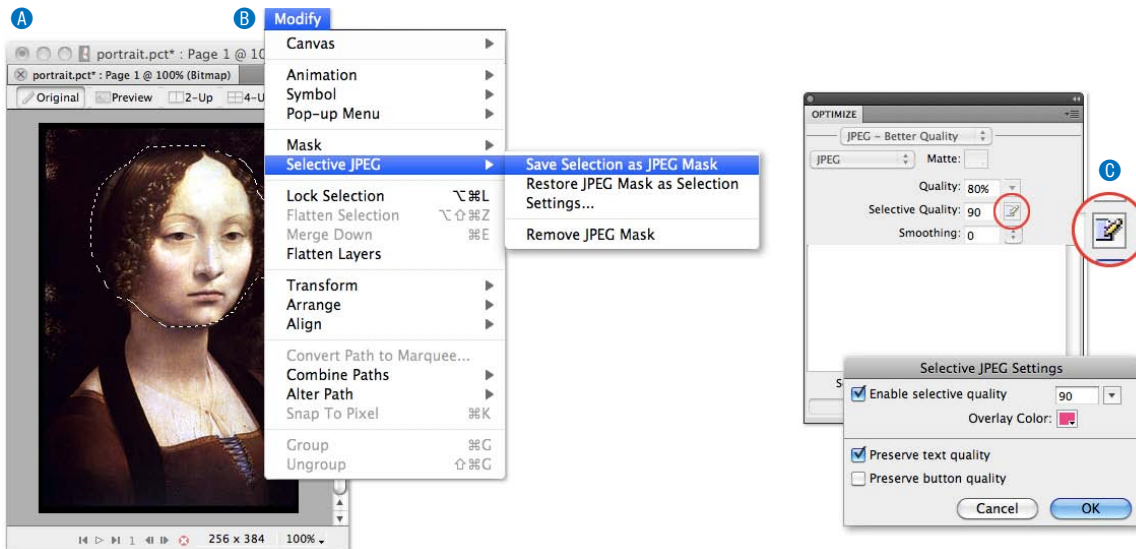 A
B
portrait.pct* : Page 1 @ 10
portrait.pct* : Page 1 @ 100% (Bitmap)
Original Preview 2-Up 4-U
256 x 384 100%
1
Modify
Canvas
Animation
Symbol
Pop-up Menu
Mask
Selective JPEG
Lock Selection ⌥⌘L
Flatten Selection ⌥⇧⌘Z
Merge Down ⌘E
Flatten Layers
Transform
Arrange
Align
Convert Path to Marquee...
Combine Paths
Alter Path
Snap To Pixel ⌘K
Group ⌘G
Ungroup ⇧⌘G
Save Selection as JPEG Mask
Restore JPEG Mask as Selection
Settings...
Remove JPEG Mask
OPTIMIZE
JPEG – Better Quality
JPEG Matte:
Quality: 80%
Selective Quality: 90
Smoothing: 0
C
S
Selective JPEG Settings
Enable selective quality 90
Overlay Color:
Preserve text quality
Preserve button quality
Cancel OK